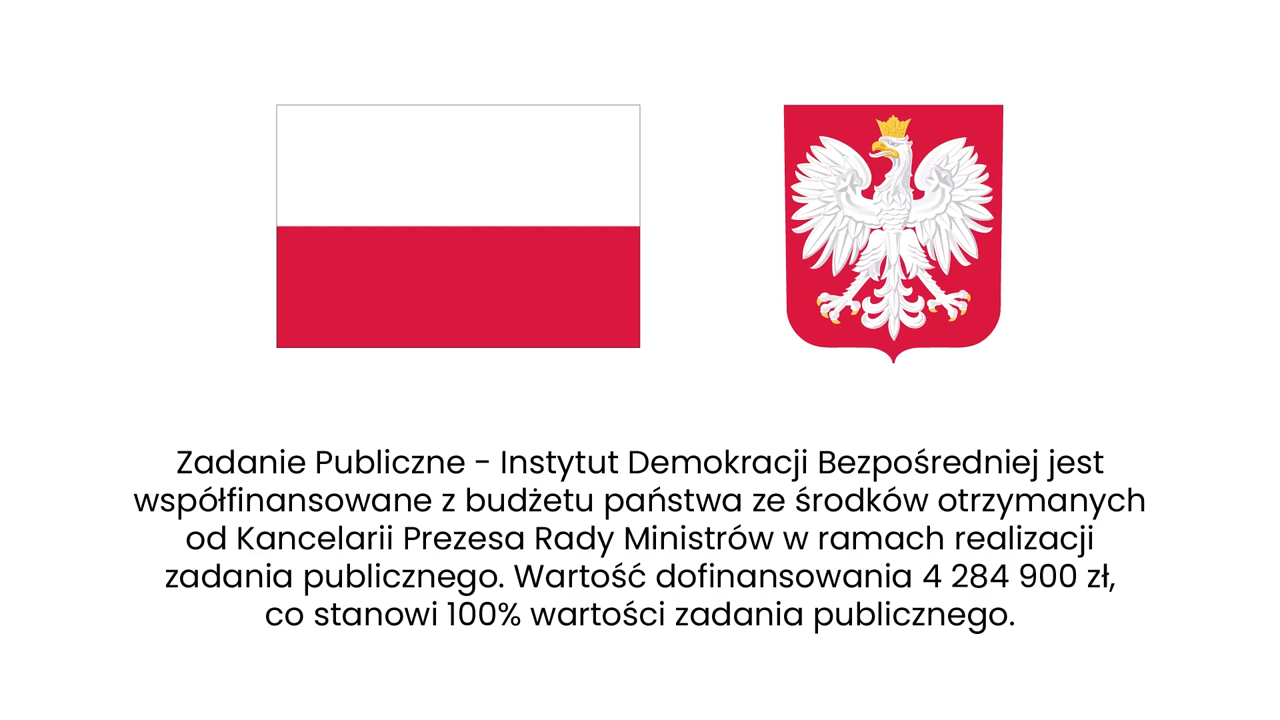 Zadanie Publiczne - Instytut Demokracji Bezpośredniej jest
współfinansowane z budżetu państwa ze środków otrzymanych
od Kancelarii Prezesa Rady Ministrów w ramach realizacji
zadania publicznego. Wartość dofinansowania 4 284 900 zł,
co stanowi 100% wartości zadania publicznego.